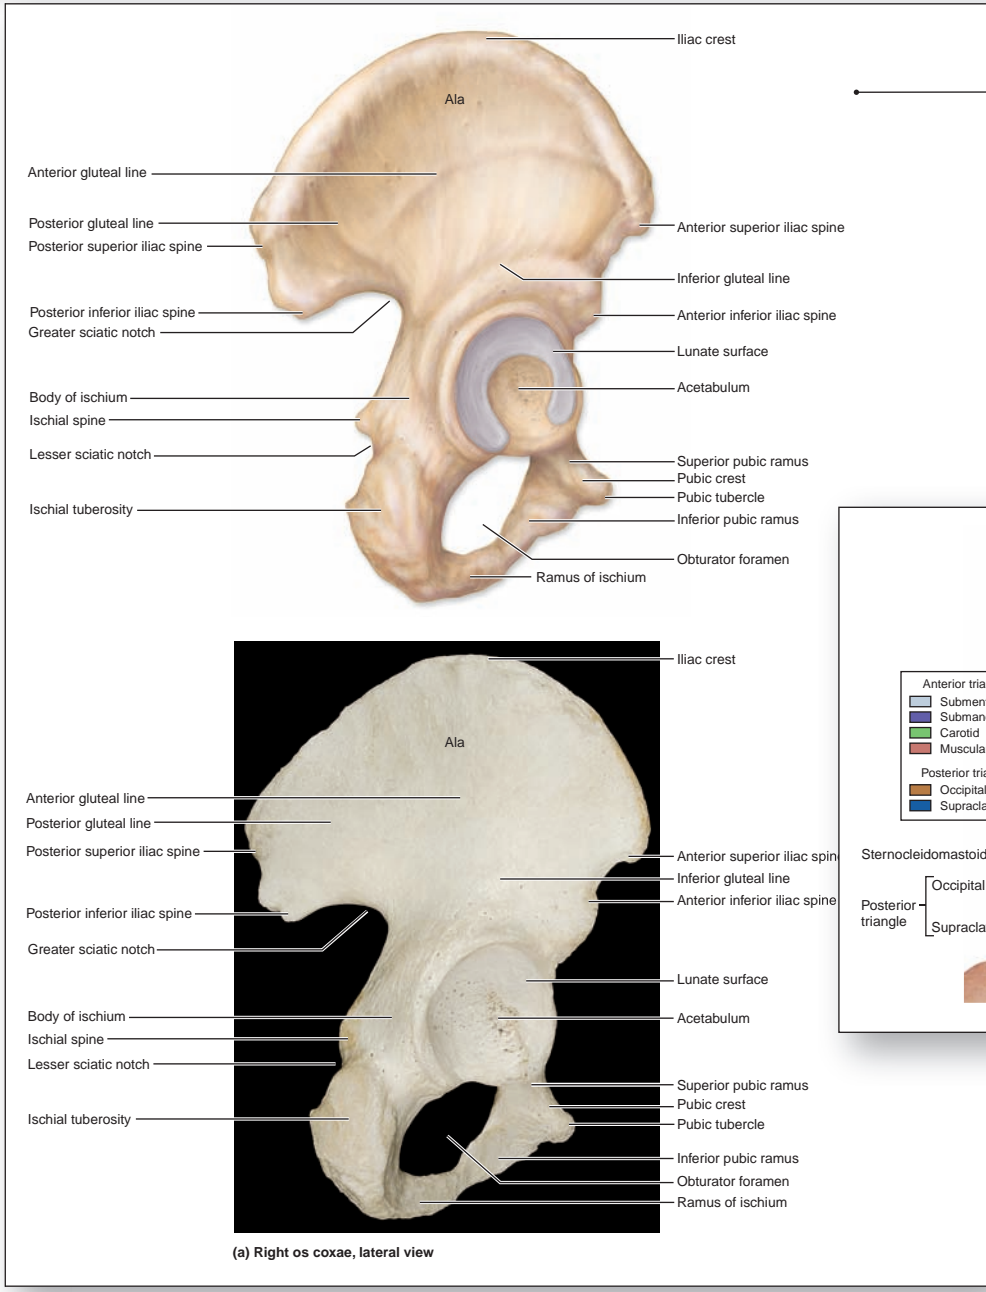 Iliac crest
Ala
Anterior gluteal line
Posterior gluteal line
Posterior superior iliac spine
Posterior inferior iliac spine
Greater sciatic notch
Body of ischium
Ischial spine
Lesser sciatic notch
Ischial tuberosity
Anterior superior iliac spine
Inferior gluteal line
Anterior inferior iliac spine
Lunate surface
Acetabulum
Superior pubic ramus
Pubic crest
Pubic tubercle
Inferior pubic ramus
Obturator foramen
Ramus of ischium
Iliac crest
Ala
Anterior gluteal line
Posterior gluteal line
Posterior superior iliac spine
Posterior inferior iliac spine
Greater sciatic notch
Body of ischium
Ischial spine
Lesser sciatic notch
Ischial tuberosity
Anterior superior iliac spine
Inferior gluteal line
Anterior inferior iliac spine
Lunate surface
Acetabulum
Superior pubic ramus
Pubic crest
Pubic tubercle
Inferior pubic ramus
Obturator foramen
Ramus of ischium
(a) Right os coxae, lateral view
Anterior
Carotid
Posterior
Occipital
Sternocleidomastoid
Posterior
triangle
Occipital